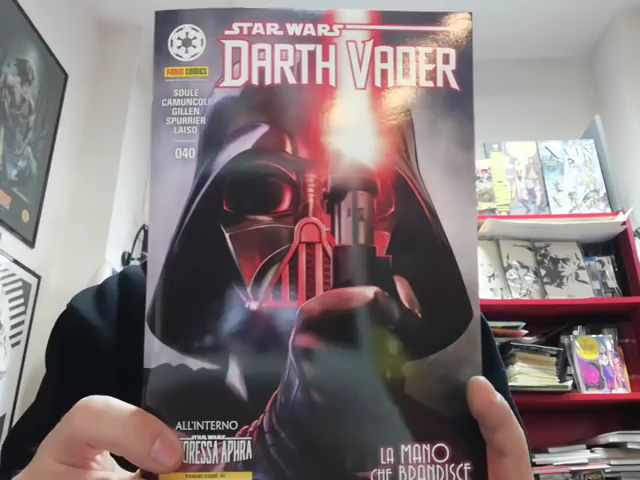 STAR WARS
DARTH VADER
PANINI COMICS
SOULE
CAMUNCOLI
GILLEN
SPURRIER
LAISO
040
ALL'INTERNO
STAR WARS
ORESSA APHRA
LA MANO
CHE BRANDISCE